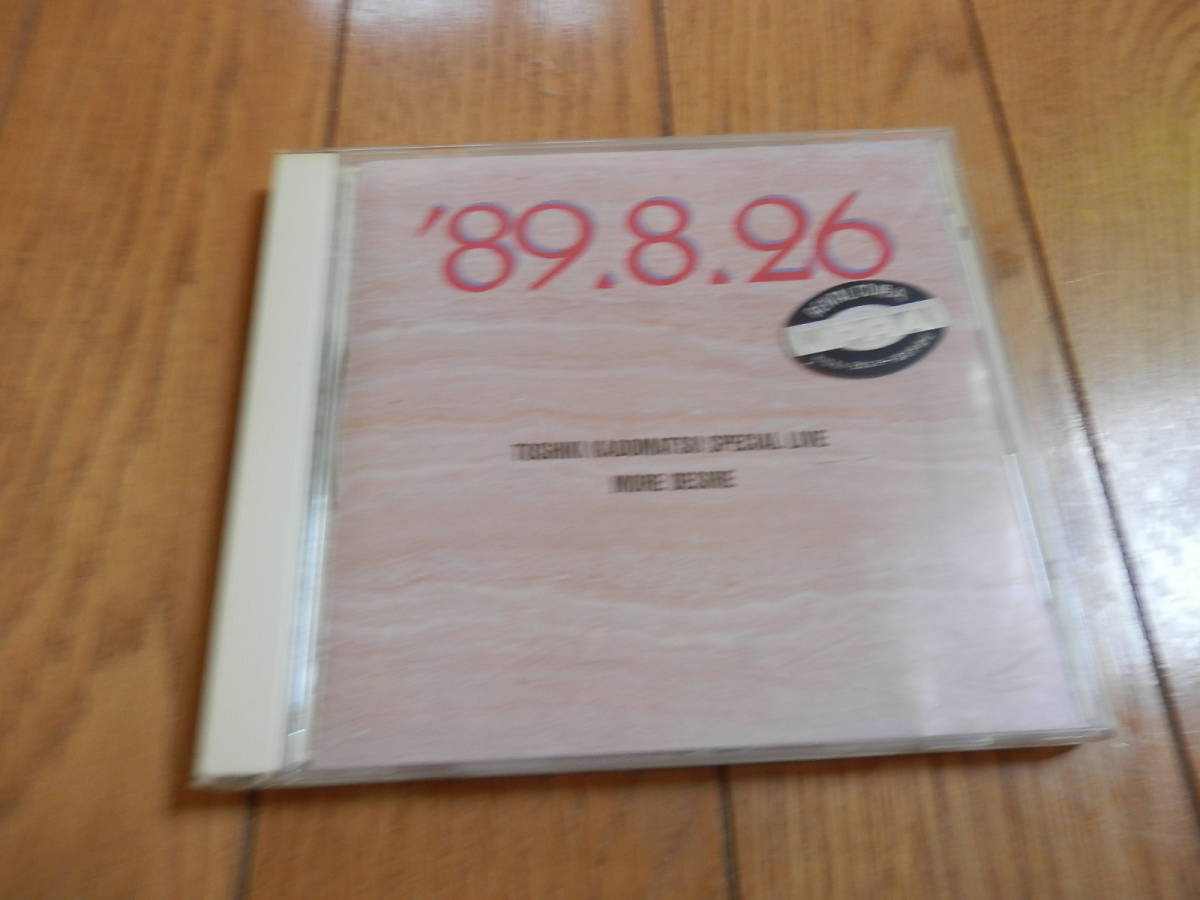 '89.8.26
TOSHIKI KADOMATSU SPECIAL LIVE
MORE DESIRE